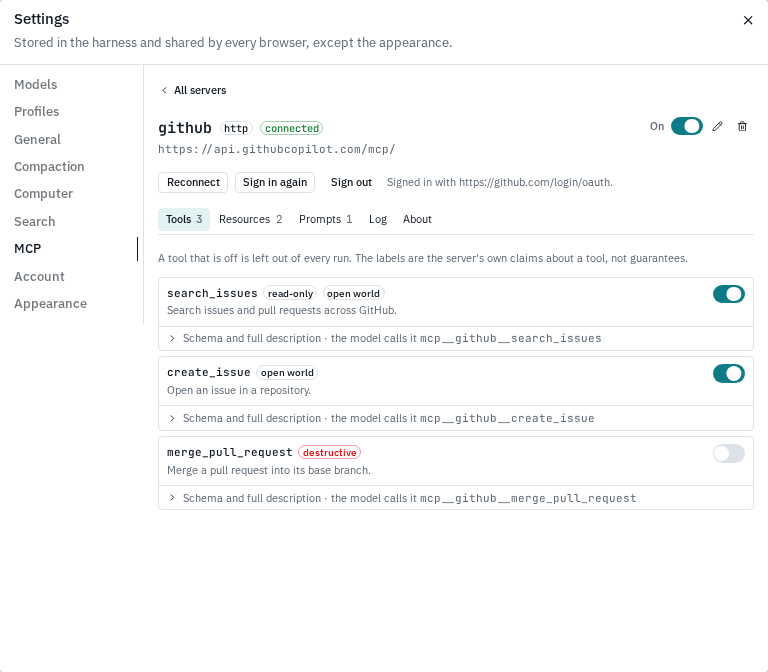 Settings
Stored in the harness and shared by every browser, except the appearance.
Models
Profiles
General
Compaction
Computer
Search
MCP
Account
Appearance
All servers
github http connected On
https://api.githubcopilot.com/mcp/
Reconnect Sign in again Sign out Signed in with https://github.com/login/oauth.
Tools 3 Resources 2 Prompts 1 Log About
A tool that is off is left out of every run. The labels are the server's own claims about a tool, not guarantees.
search_issues read-only open world
Search issues and pull requests across GitHub.
Schema and full description · the model calls it mcp__github__search_issues
create_issue open world
Open an issue in a repository.
Schema and full description · the model calls it mcp__github__create_issue
merge_pull_request destructive
Merge a pull request into its base branch.
Schema and full description · the model calls it mcp__github__merge_pull_request